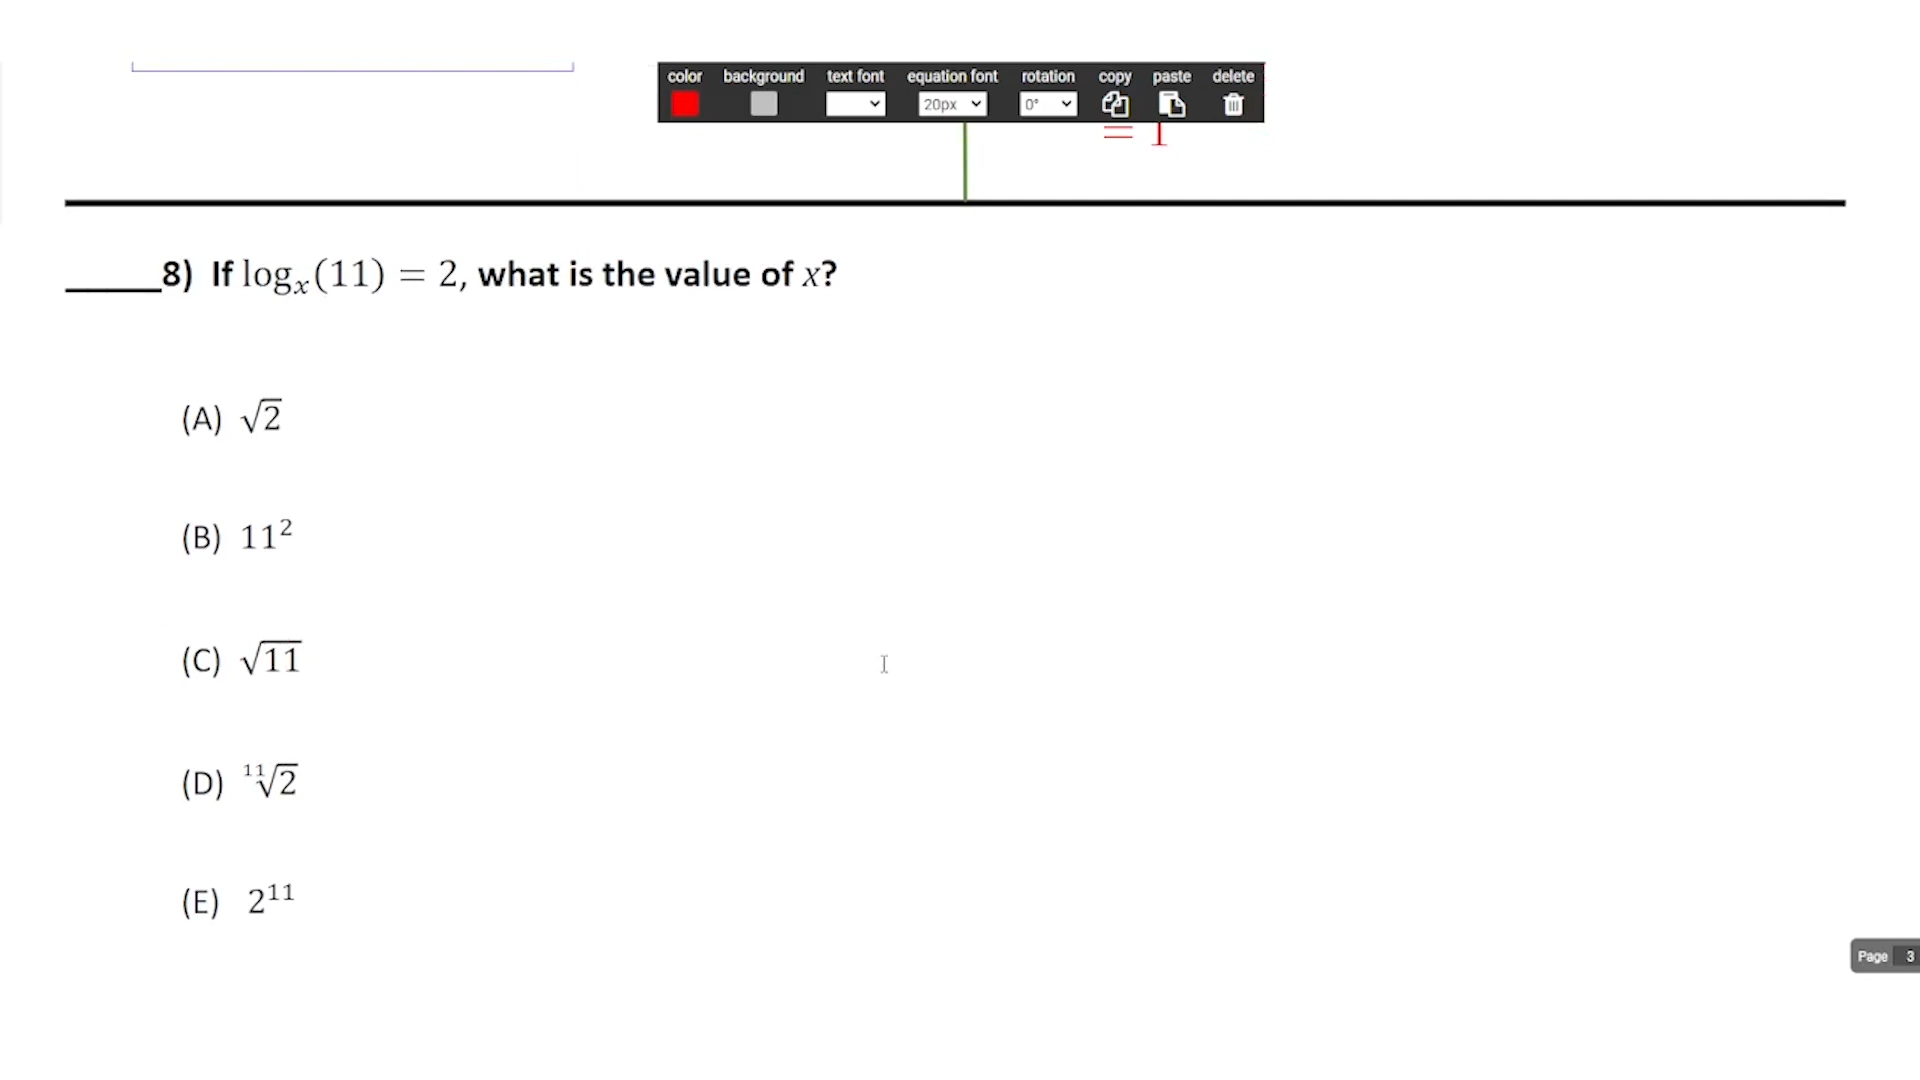 color background text font equation font rotation copy paste delete
20px 0°
= 1
_____8) If logₓ(11) = 2, what is the value of x?
(A) √2
(B) 11²
(C) √11
(D) ¹¹√2
(E) 2¹¹
Page 3